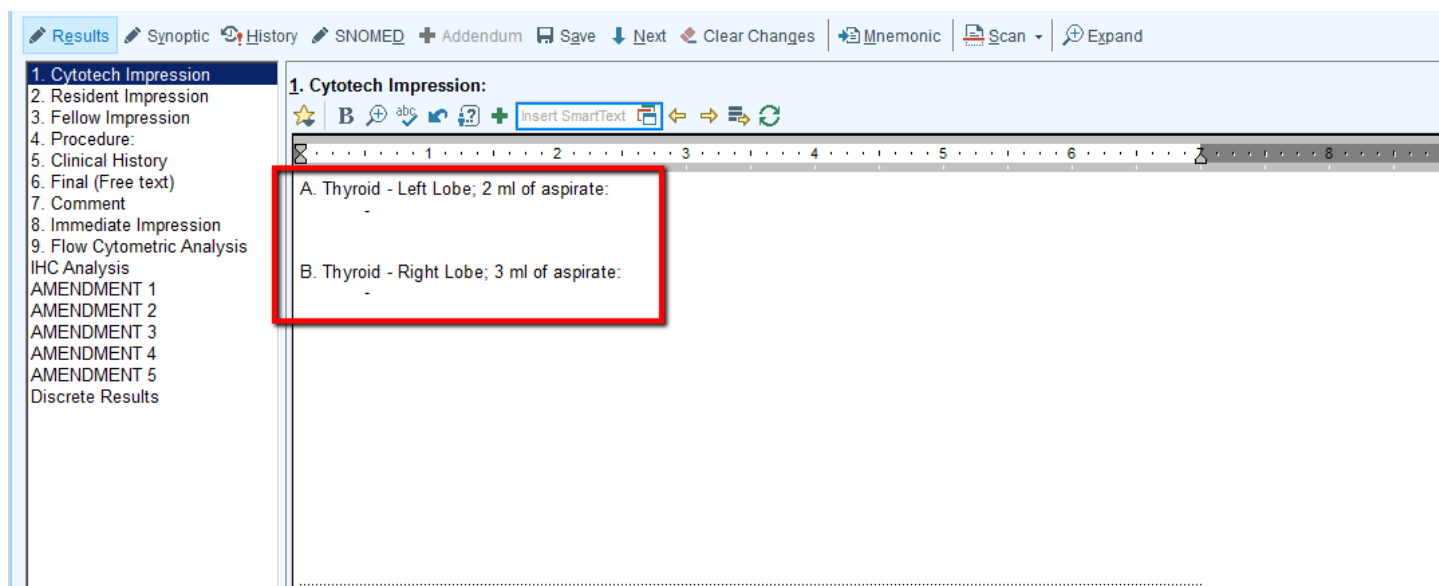 Results Synoptic History SNOMED Addendum Save Next Clear Changes Mnemonic Scan Expand
1. Cytotech Impression
2. Resident Impression
3. Fellow Impression
4. Procedure:
5. Clinical History
6. Final (Free text)
7. Comment
8. Immediate Impression
9. Flow Cytometric Analysis
IHC Analysis
AMENDMENT 1
AMENDMENT 2
AMENDMENT 3
AMENDMENT 4
AMENDMENT 5
Discrete Results
1. Cytotech Impression:
B abc Insert SmartText
1 2 3 4 5 6 7 8
A. Thyroid - Left Lobe; 2 ml of aspirate:
-
B. Thyroid - Right Lobe; 3 ml of aspirate:
-